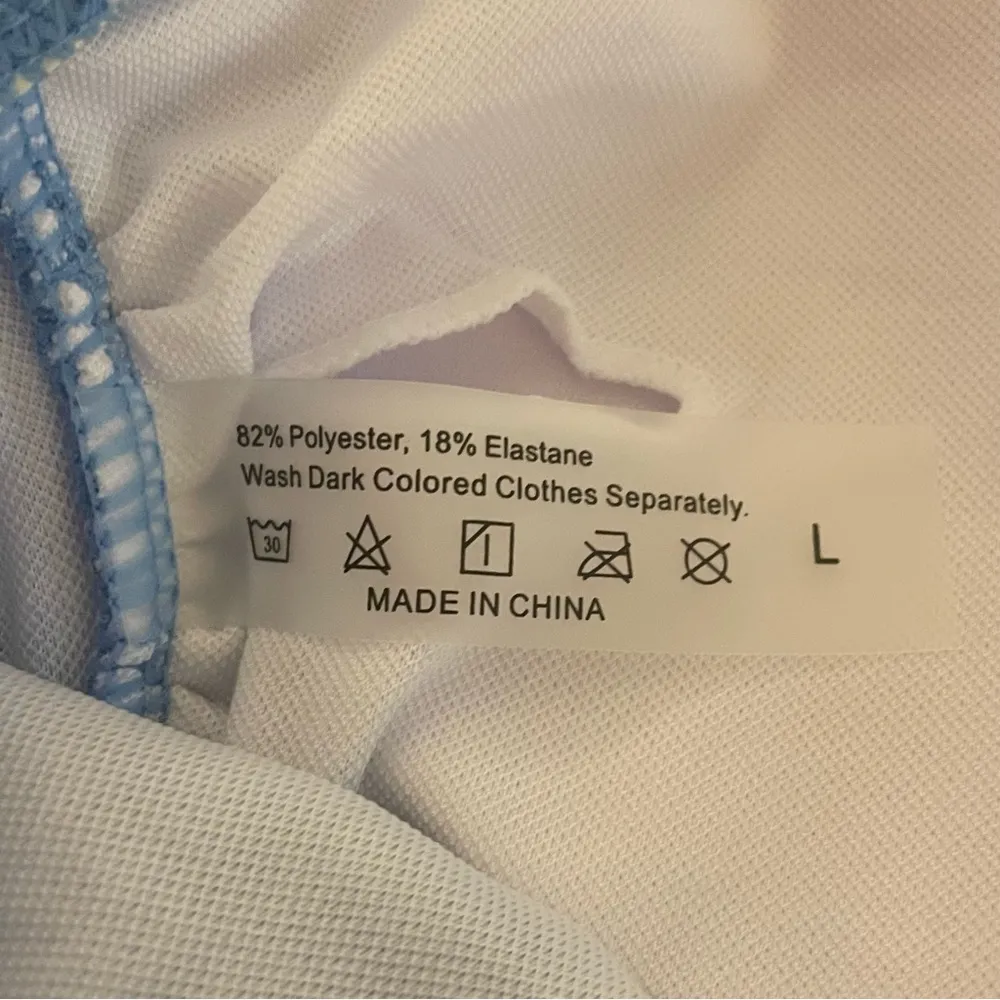 82% Polyester, 18% Elastane
Wash Dark Colored Clothes Separately.
30 L
MADE IN CHINA